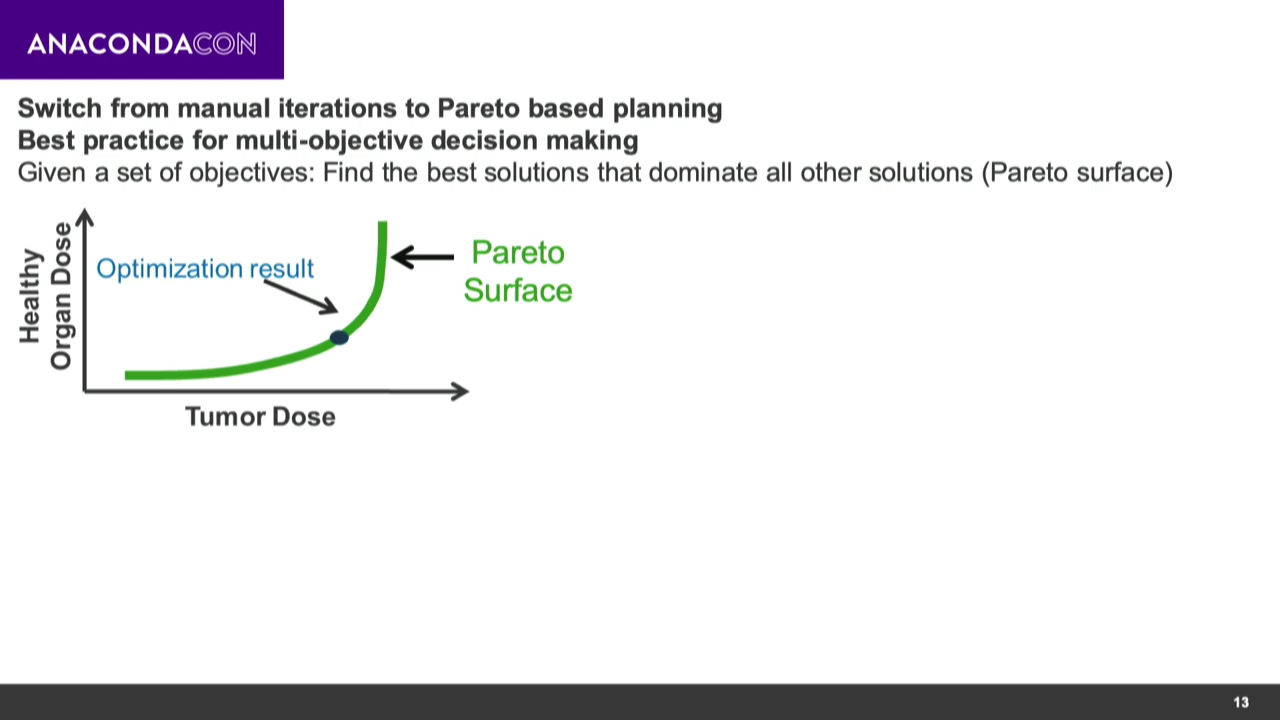 ANACONDACON
Switch from manual iterations to Pareto based planning
Best practice for multi-objective decision making
Given a set of objectives: Find the best solutions that dominate all other solutions (Pareto surface)
Healthy
Organ Dose
Optimization result
Pareto
Surface
Tumor Dose
13